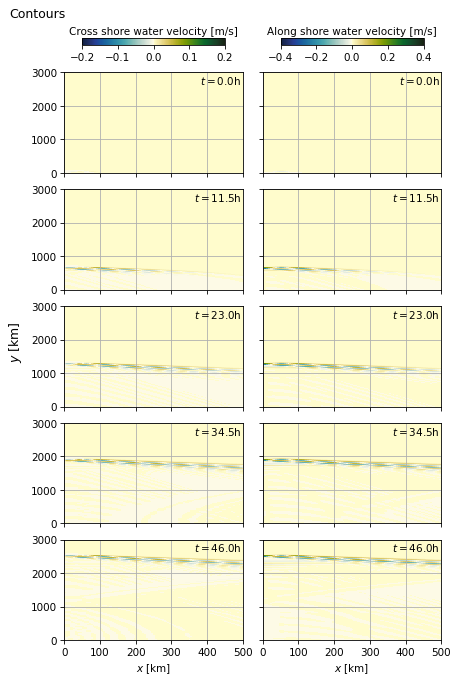 Contours
Cross shore water velocity [m/s] Along shore water velocity [m/s]
−0.2 −0.1 0.0 0.1 0.2 −0.4 −0.2 0.0 0.2 0.4
3000 t = 0.0h t = 0.0h
2000
1000
0
3000 t = 11.5h t = 11.5h
2000
1000
0
3000 t = 23.0h t = 23.0h
2000
y [km]
1000
0
3000 t = 34.5h t = 34.5h
2000
1000
0
3000 t = 46.0h t = 46.0h
2000
1000
0
0 100 200 300 400 500 0 100 200 300 400 500
x [km] x [km]